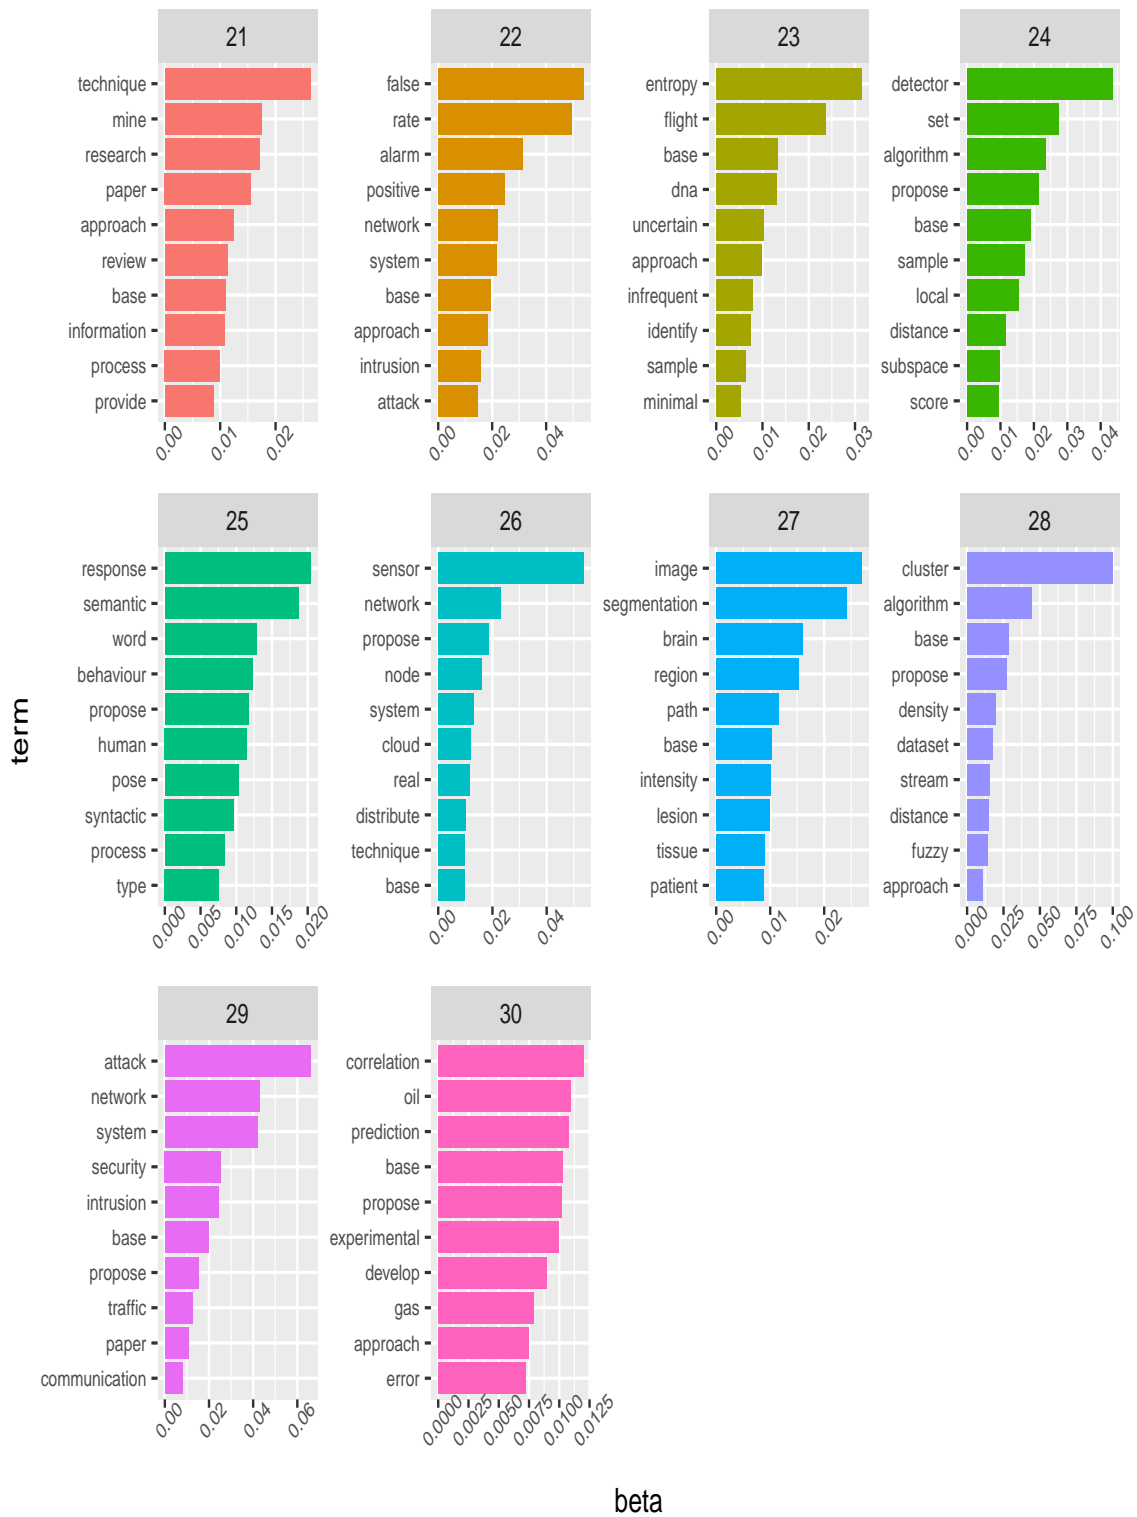 21
technique
mine
research
paper
approach
review
base
information
process
provide
0.00 0.01 0.02
22
false
rate
alarm
positive
network
system
base
approach
intrusion
attack
0.00 0.02 0.04
23
entropy
flight
base
dna
uncertain
approach
infrequent
identify
sample
minimal
0.00 0.01 0.02 0.03
24
detector
set
algorithm
propose
base
sample
local
distance
subspace
score
0.00 0.01 0.02 0.03 0.04
term
25
response
semantic
word
behaviour
propose
human
pose
syntactic
process
type
0.000 0.005 0.010 0.015 0.020
26
sensor
network
propose
node
system
cloud
real
distribute
technique
base
0.00 0.02 0.04
27
image
segmentation
brain
region
path
base
intensity
lesion
tissue
patient
0.00 0.01 0.02
28
cluster
algorithm
base
propose
density
dataset
stream
distance
fuzzy
approach
0.000 0.025 0.050 0.075 0.100
29
attack
network
system
security
intrusion
base
propose
traffic
paper
communication
0.00 0.02 0.04 0.06
30
correlation
oil
prediction
base
propose
experimental
develop
gas
approach
error
0.0000 0.0025 0.0050 0.0075 0.0100 0.0125
beta